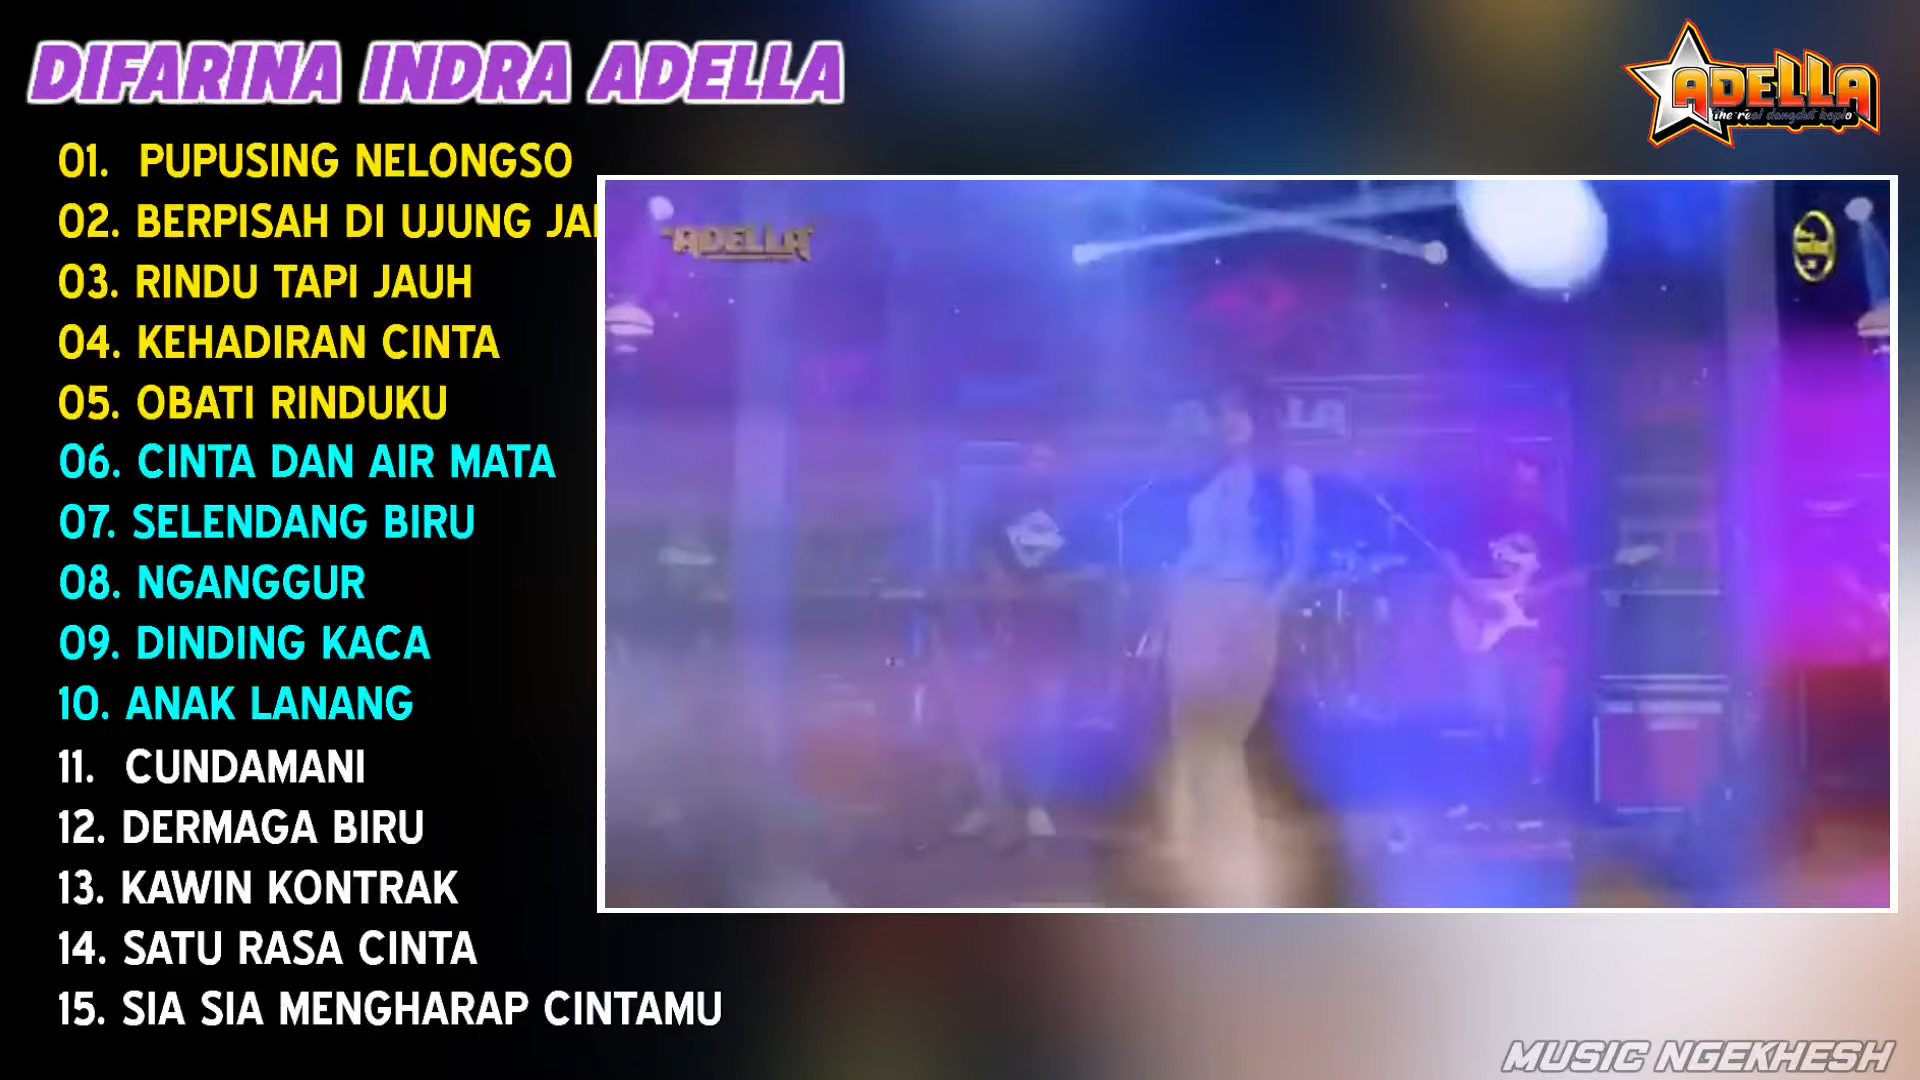 DIFARINA INDRA ADELLA
ADELLA
the real dangdut koplo
01. PUPUSING NELONGSO
02. BERPISAH DI UJUNG
03. RINDU TAPI JAUH
04. KEHADIRAN CINTA
05. OBATI RINDUKU
06. CINTA DAN AIR MATA
07. SELENDANG BIRU
08. NGANGGUR
09. DINDING KACA
10. ANAK LANANG
11. CUNDAMANI
12. DERMAGA BIRU
13. KAWIN KONTRAK
14. SATU RASA CINTA
15. SIA SIA MENGHARAP CINTAMU
ADELLA
MUSIC NGEKHESH